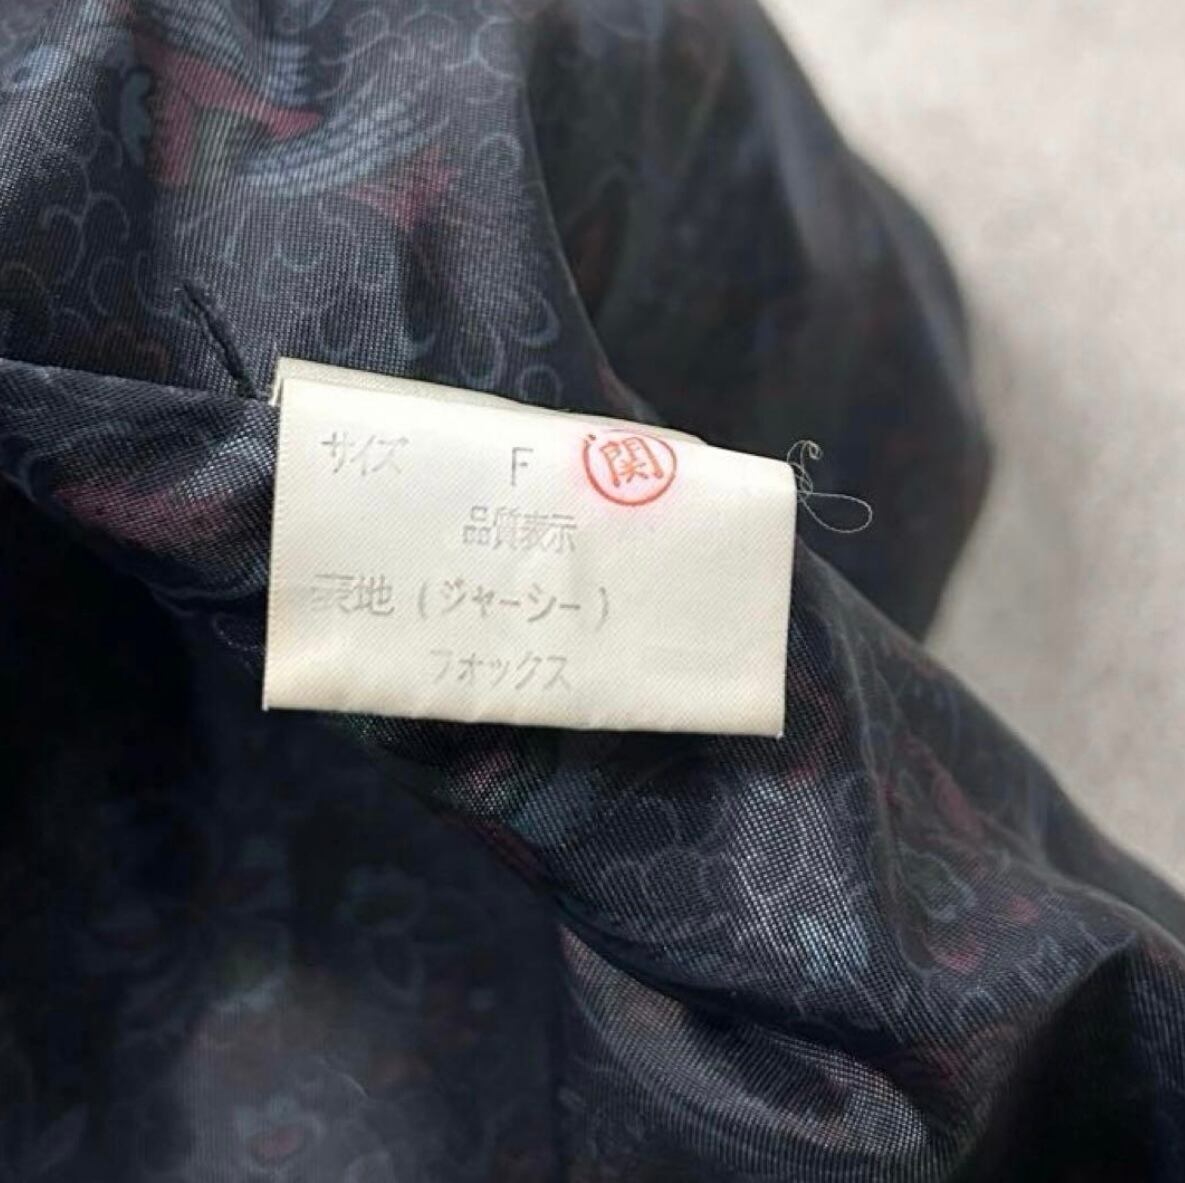 サイズ F 関
品質表示
表地 (ジャーシー)
フォックス